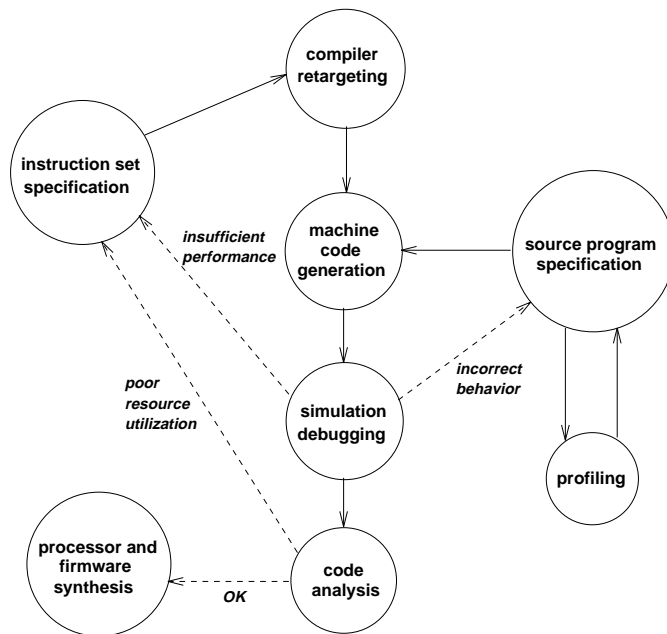 compiler
retargeting
instruction set
specification
machine
code
generation
source program
specification
insufficient
performance
incorrect
behavior
poor
resource
utilization
simulation
debugging
profiling
processor and
firmware
synthesis
code
analysis
OK